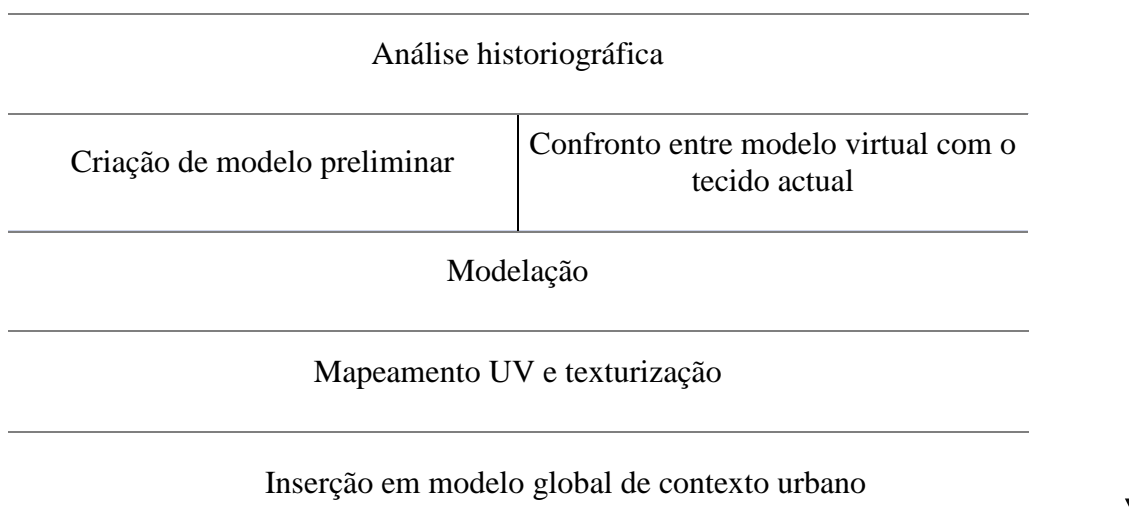 Análise historiográfica
Criação de modelo preliminar
Confronto entre modelo virtual com o
tecido actual
Modelação
Mapeamento UV e texturização
Inserção em modelo global de contexto urbano